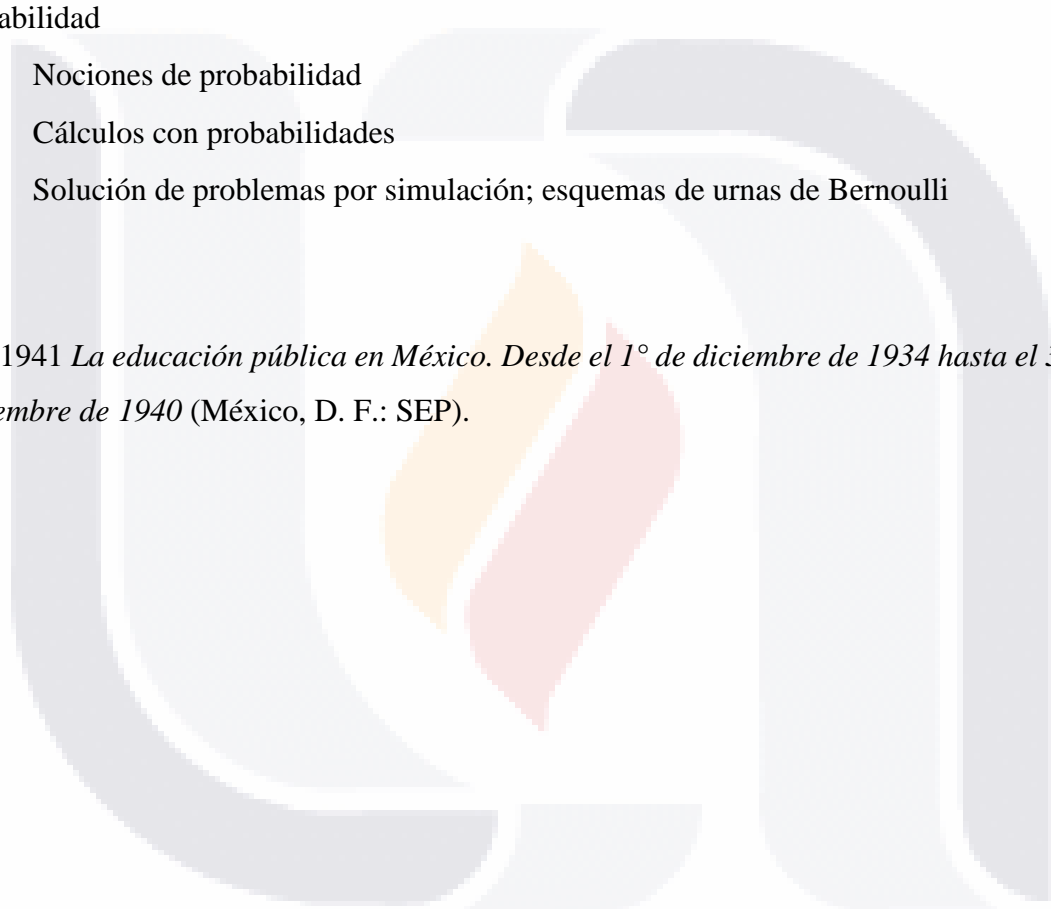 abilidad
Nociones de probabilidad
Cálculos con probabilidades
Solución de problemas por simulación; esquemas de urnas de Bernoulli
1941 La educación pública en México. Desde el 1° de diciembre de 1934 hasta el 3
embre de 1940 (México, D. F.: SEP).